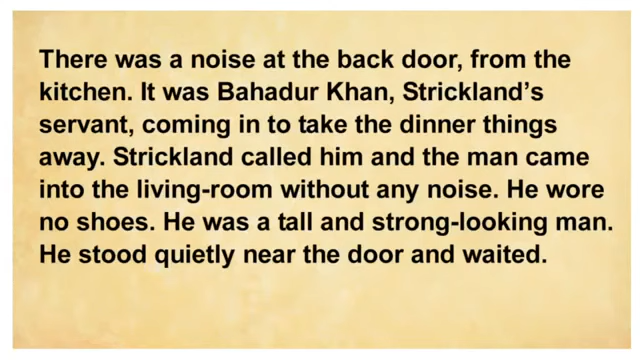 There was a noise at the back door, from the
kitchen. It was Bahadur Khan, Strickland’s
servant, coming in to take the dinner things
away. Strickland called him and the man came
into the living-room without any noise. He wore
no shoes. He was a tall and strong-looking man.
He stood quietly near the door and waited.